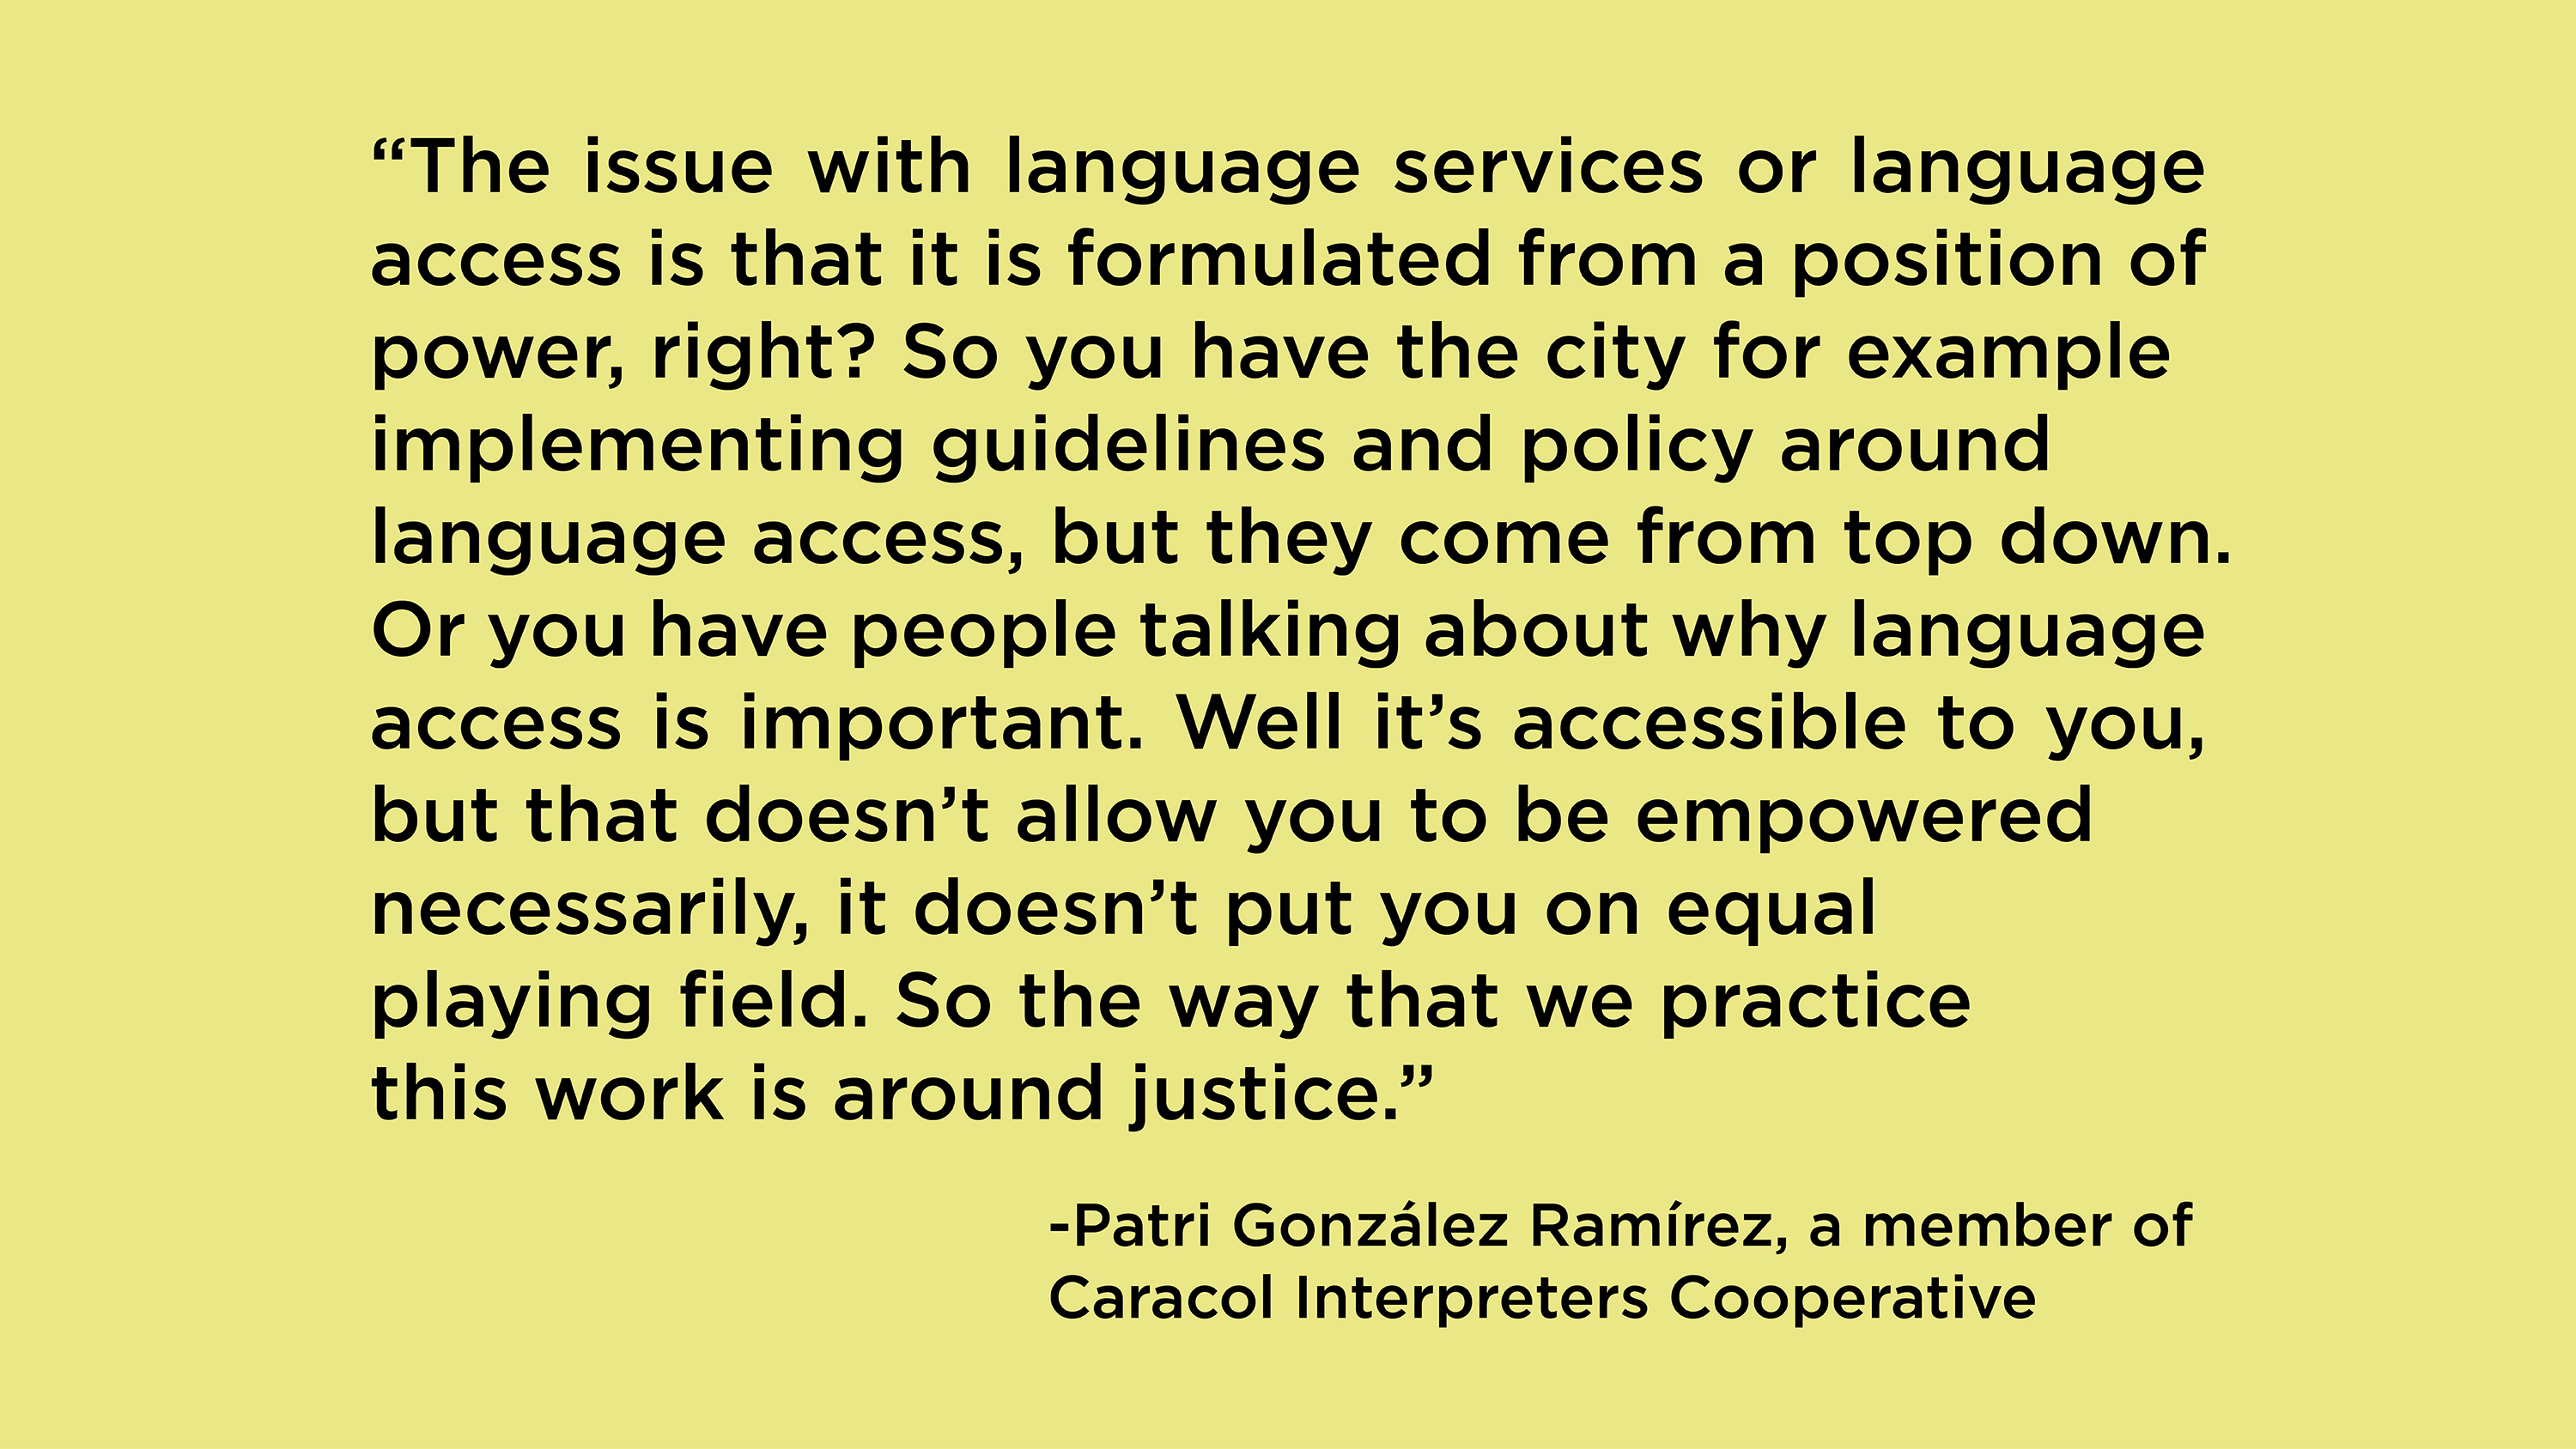 “The issue with language services or language
access is that it is formulated from a position of
power, right? So you have the city for example
implementing guidelines and policy around
language access, but they come from top down.
Or you have people talking about why language
access is important. Well it’s accessible to you,
but that doesn’t allow you to be empowered
necessarily, it doesn’t put you on equal
playing field. So the way that we practice
this work is around justice.”
-Patri González Ramírez, a member of
Caracol Interpreters Cooperative